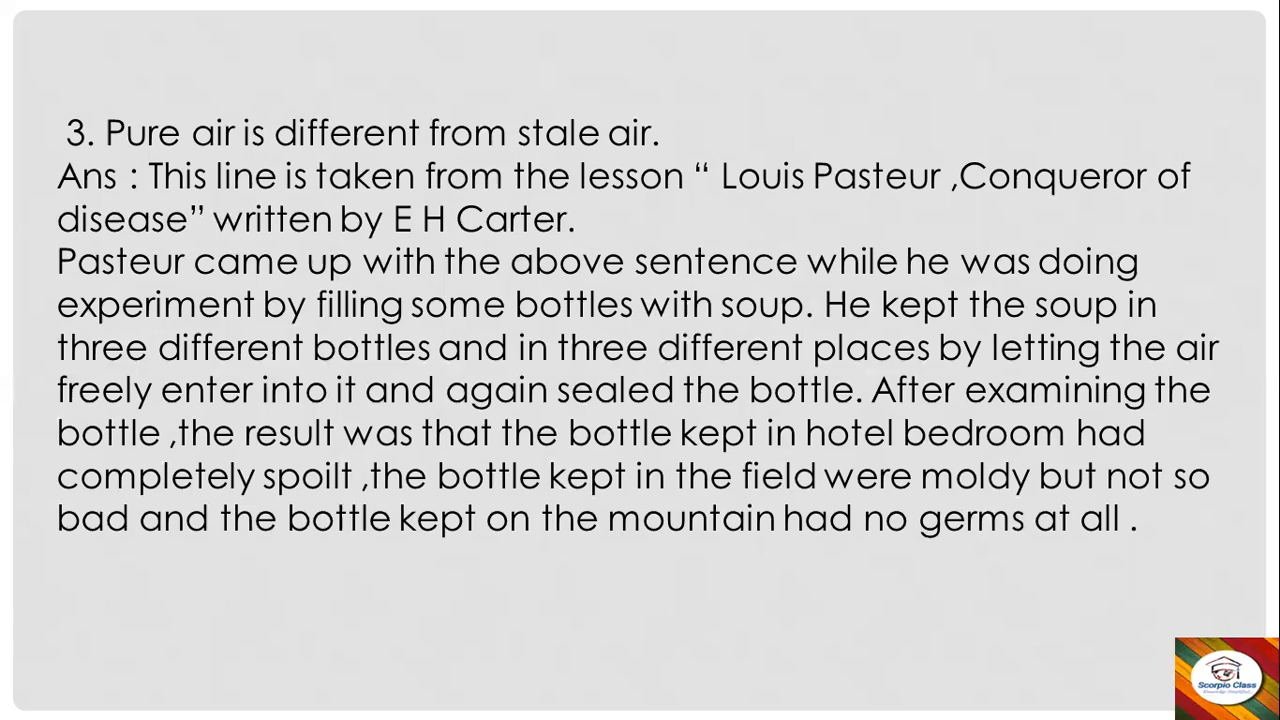 3. Pure air is different from stale air.
Ans : This line is taken from the lesson “ Louis Pasteur ,Conqueror of
disease” written by E H Carter.
Pasteur came up with the above sentence while he was doing
experiment by filling some bottles with soup. He kept the soup in
three different bottles and in three different places by letting the air
freely enter into it and again sealed the bottle. After examining the
bottle ,the result was that the bottle kept in hotel bedroom had
completely spoilt ,the bottle kept in the field were moldy but not so
bad and the bottle kept on the mountain had no germs at all .
Scorpio Class